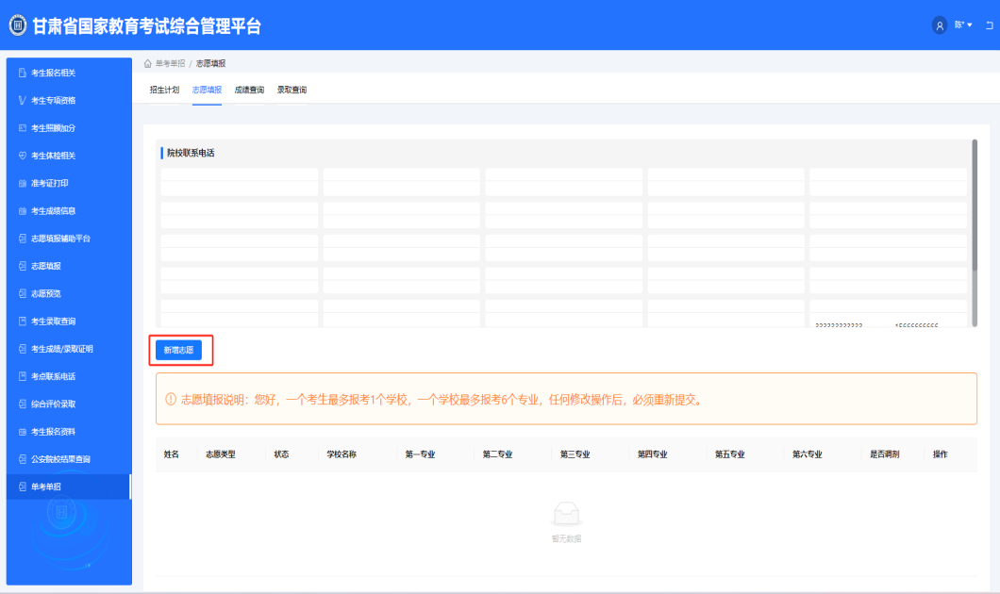 甘肃省国家教育考试综合管理平台
陈*
考生报名相关
考生专项资格
考生照顾加分
考生体检相关
准考证打印
考生成绩信息
志愿填报辅助平台
志愿填报
志愿预览
考生录取查询
考生成绩/录取证明
考点联系电话
综合评价录取
考生报名资料
公安院校结果查询
单考单招
单考单招 / 志愿填报
招生计划 志愿填报 成绩查询 录取查询
院校联系电话
新增志愿
志愿填报说明：您好，一个考生最多报考1个学校，一个学校最多报考6个专业，任何修改操作后，必须重新提交。
姓名 志愿类型 状态 学校名称 第一专业 第二专业 第三专业 第四专业 第五专业 第六专业 是否调剂 操作
暂无数据